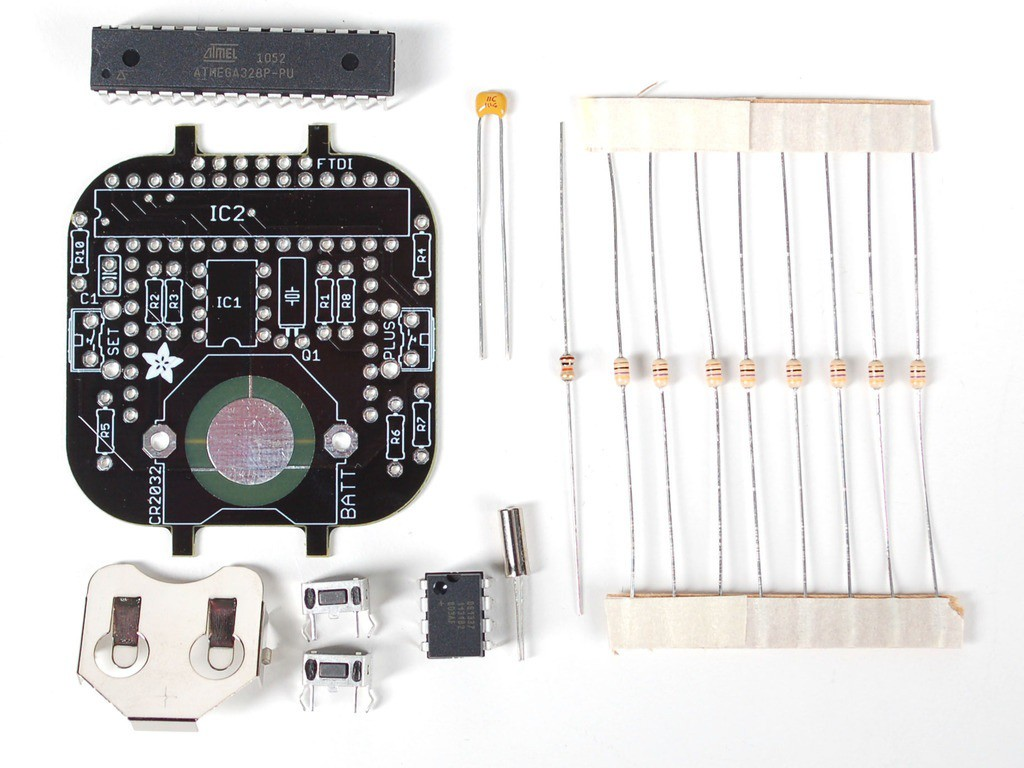 ATMEL 1052
ATMEGA328P-PU
FTDI
IC2
R10
R4
C1
R2
R3
IC1
R1
R8
SET
PLUS
Q1
R5
R6
R7
CR2032
BATT